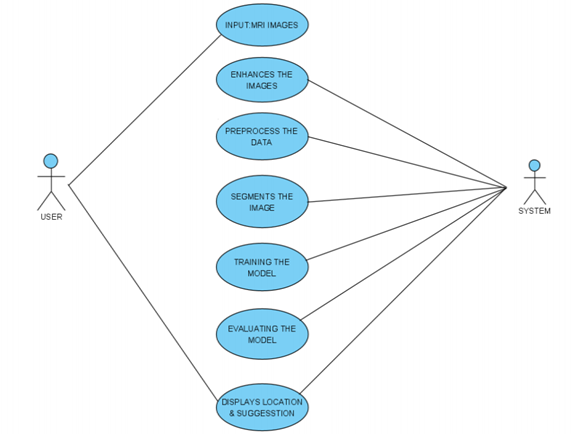 INPUT:MRI IMAGES
ENHANCES THE
IMAGES
PREPROCESS THE
DATA
SEGMENTS THE
IMAGE
USER
SYSTEM
TRAINING THE
MODEL
EVALUATING THE
MODEL
DISPLAYS LOCATION
& SUGGESSTION